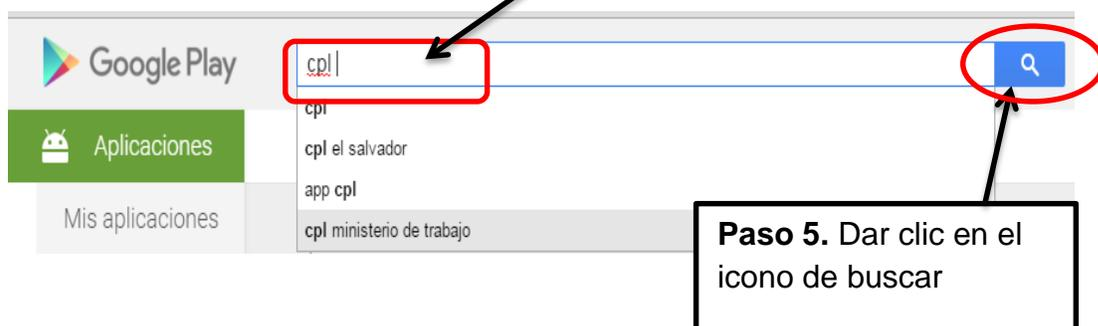 Google Play
cpl
cpl
cpl el salvador
app cpl
cpl ministerio de trabajo
Aplicaciones
Mis aplicaciones
Paso 5. Dar clic en el
icono de buscar